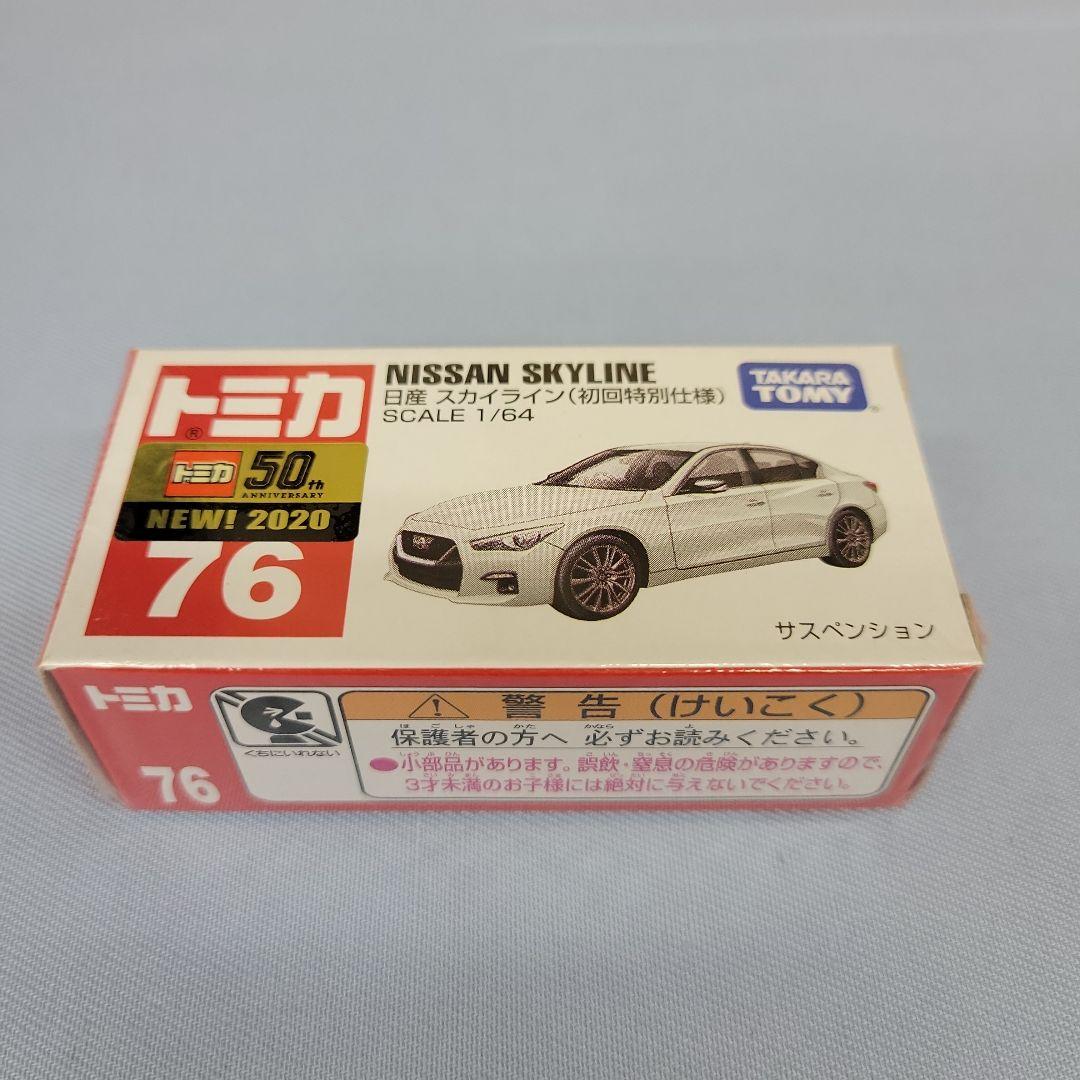 トミカ
®
トミカ 50th
ANNIVERSARY
NEW! 2020
76
NISSAN SKYLINE
日産 スカイライン(初回特別仕様)
SCALE 1/64
TAKARA
TOMY
®
サスペンション
トミカ
76
くちにいれない
警告(けいこく)
保護者の方へ 必ずお読みください。
●小部品があります。誤飲・窒息の危険がありますので、
3才未満のお子様には絶対に与えないでください。